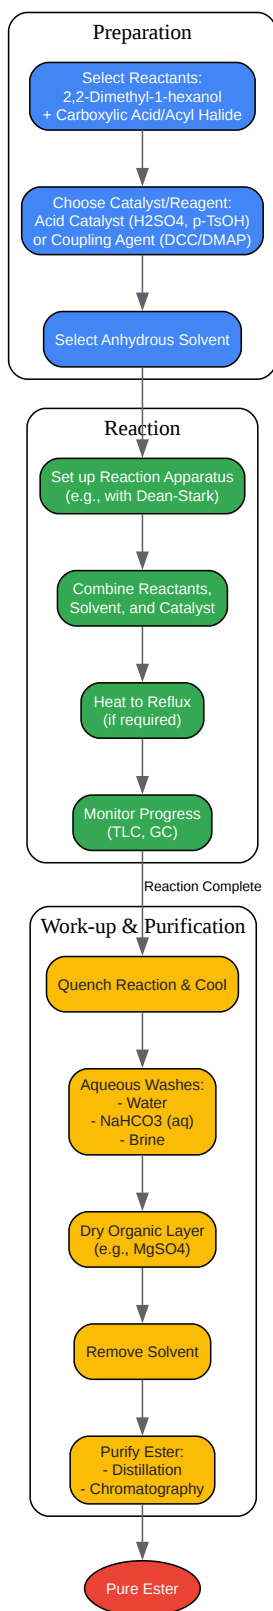 Preparation
Select Reactants:
2,2-Dimethyl-1-hexanol
+ Carboxylic Acid/Acyl Halide
Choose Catalyst/Reagent:
Acid Catalyst (H2SO4, p-TsOH)
or Coupling Agent (DCC/DMAP)
Select Anhydrous Solvent
Reaction
Set up Reaction Apparatus
(e.g., with Dean-Stark)
Combine Reactants,
Solvent, and Catalyst
Heat to Reflux
(if required)
Monitor Progress
(TLC, GC)
Reaction Complete
Work-up & Purification
Quench Reaction & Cool
Aqueous Washes:
- Water
- NaHCO3 (aq)
- Brine
Dry Organic Layer
(e.g., MgSO4)
Remove Solvent
Purify Ester:
- Distillation
- Chromatography
Pure Ester